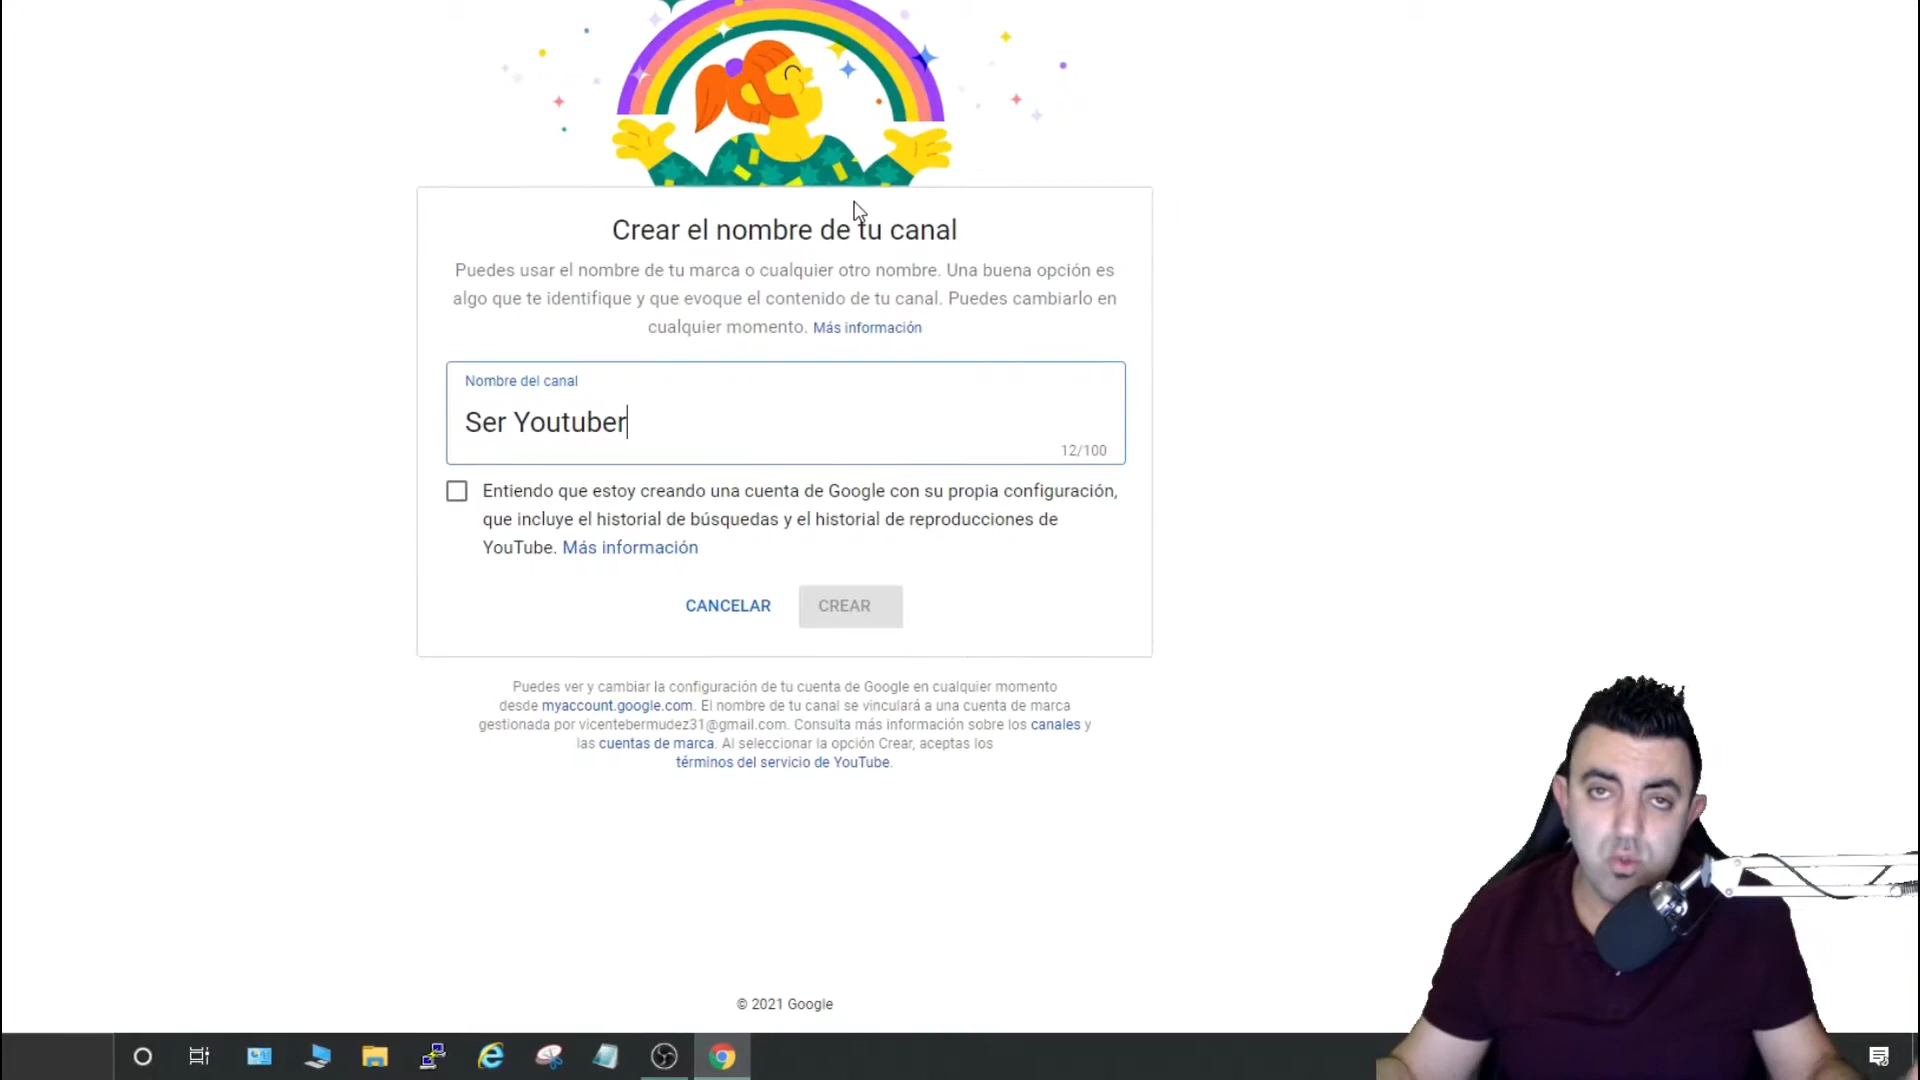 Crear el nombre de tu canal
Puedes usar el nombre de tu marca o cualquier otro nombre. Una buena opción es
algo que te identifique y que evoque el contenido de tu canal. Puedes cambiarlo en
cualquier momento. Más información
Nombre del canal
Ser Youtuber
12/100
Entiendo que estoy creando una cuenta de Google con su propia configuración,
que incluye el historial de búsquedas y el historial de reproducciones de
YouTube. Más información
CANCELAR
CREAR
Puedes ver y cambiar la configuración de tu cuenta de Google en cualquier momento
desde myaccount.google.com. El nombre de tu canal se vinculará a una cuenta de marca
gestionada por vicentebermudez31@gmail.com. Consulta más información sobre los canales y
las cuentas de marca. Al seleccionar la opción Crear, aceptas los
términos del servicio de YouTube.
© 2021 Google